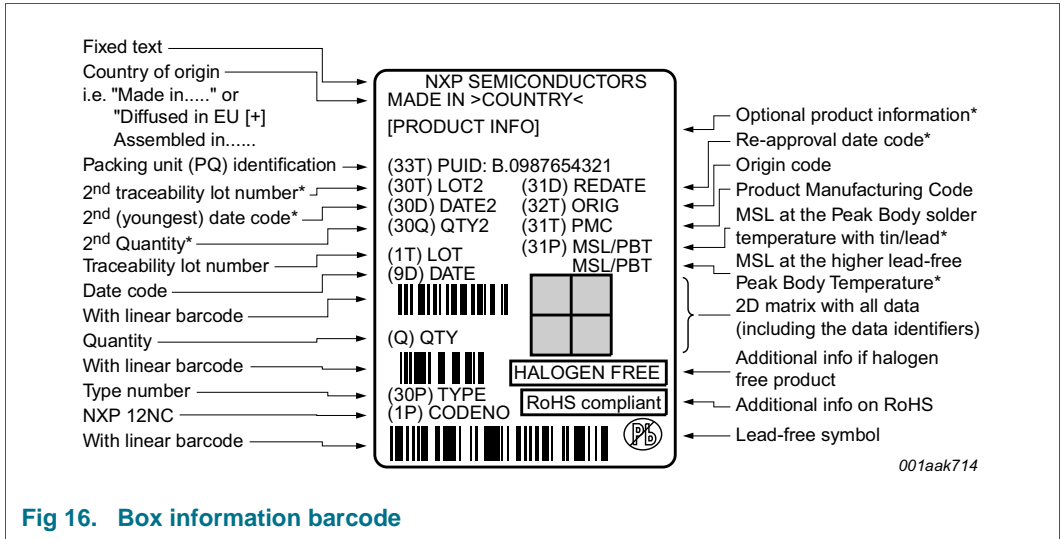 Fixed text
Country of origin
i.e. "Made in....." or
"Diffused in EU [+]
Assembled in......
Packing unit (PQ) identification
2nd traceability lot number*
2nd (youngest) date code*
2nd Quantity*
Traceability lot number
Date code
With linear barcode
Quantity
With linear barcode
Type number
NXP 12NC
With linear barcode
NXP SEMICONDUCTORS
MADE IN >COUNTRY<
[PRODUCT INFO]
(33T) PUID: B.0987654321
(30T) LOT2 (31D) REDATE
(30D) DATE2 (32T) ORIG
(30Q) QTY2 (31T) PMC
(31P) MSL/PBT
(1T) LOT MSL/PBT
(9D) DATE
(Q) QTY
HALOGEN FREE
(30P) TYPE
RoHS compliant
(1P) CODENO
Pb
Optional product information*
Re-approval date code*
Origin code
Product Manufacturing Code
MSL at the Peak Body solder
temperature with tin/lead*
MSL at the higher lead-free
Peak Body Temperature*
2D matrix with all data
(including the data identifiers)
Additional info if halogen
free product
Additional info on RoHS
Lead-free symbol
001aak714
Fig 16. Box information barcode